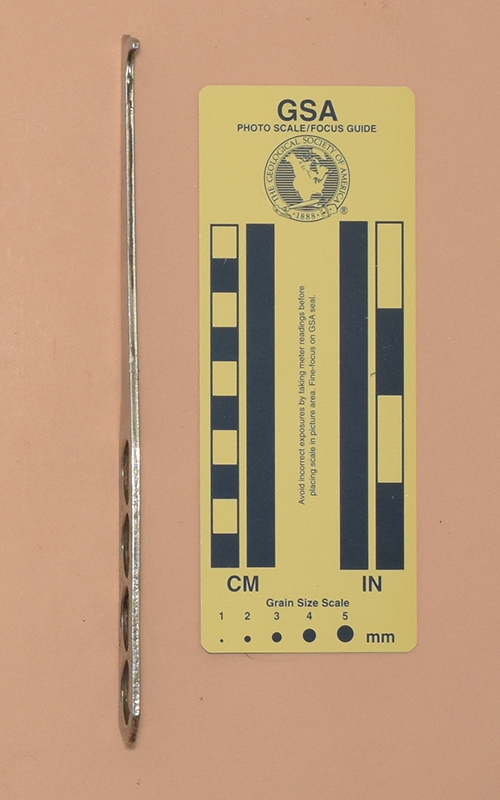 GSA
PHOTO SCALE/FOCUS GUIDE
THE GEOLOGICAL SOCIETY OF AMERICA
·1888·
®
Avoid incorrect exposures by taking meter readings before
placing scale in picture area. Fine-focus on GSA seal.
CM IN
Grain Size Scale
1 2 3 4 5
mm